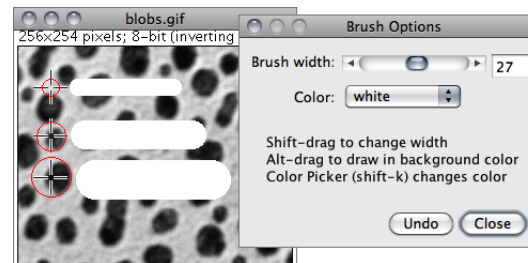 blobs.gif
256x254 pixels; 8-bit (inverting
Brush Options
Brush width: 27
Color: white
Shift-drag to change width
Alt-drag to draw in background color
Color Picker (shift-k) changes color
Undo Close